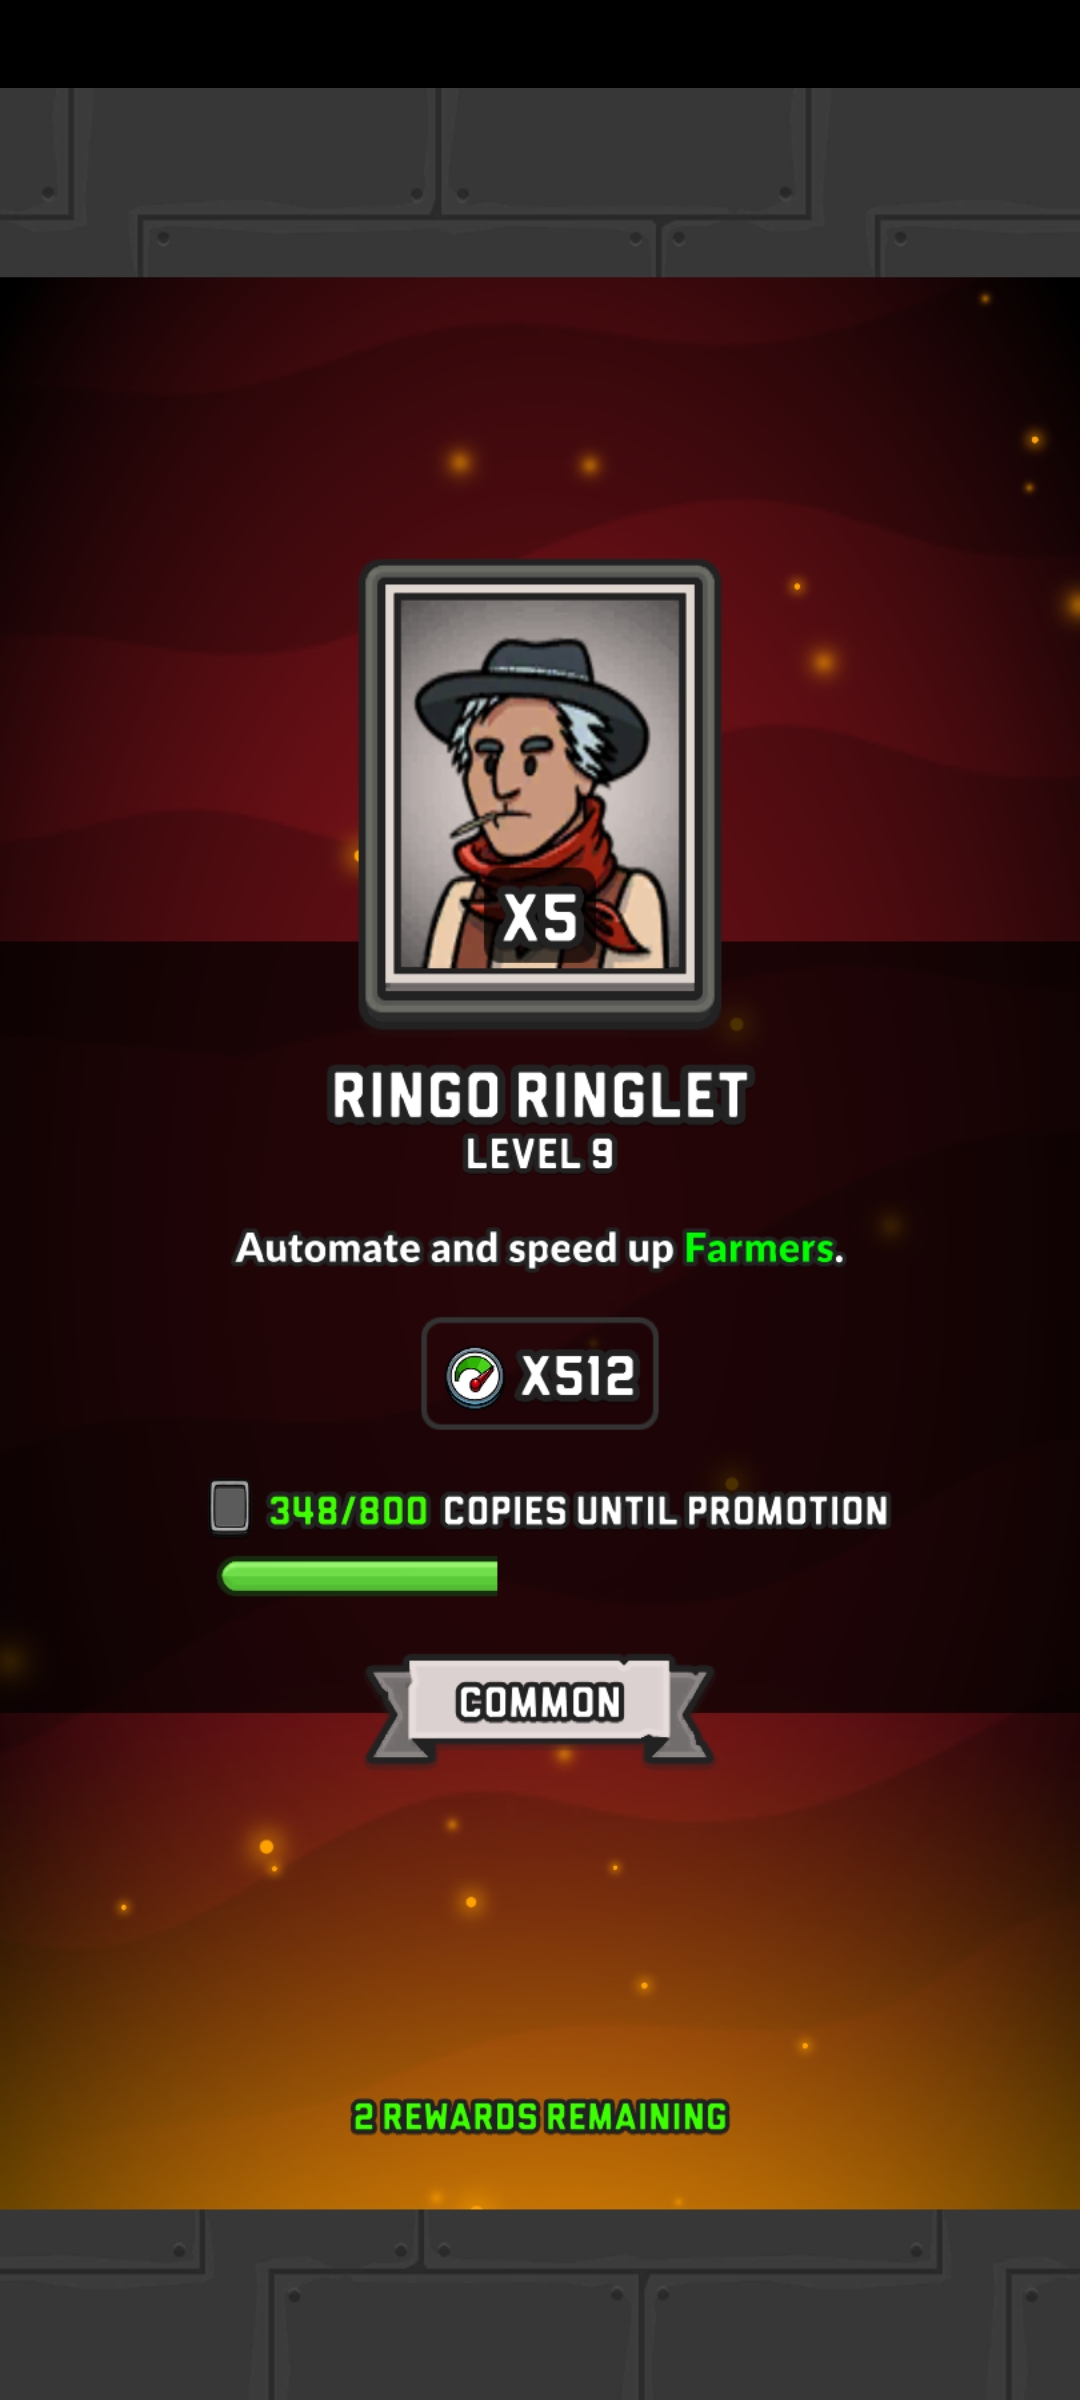 X5
RINGO RINGLET
LEVEL 9
Automate and speed up Farmers.
X512
348/800 COPIES UNTIL PROMOTION
COMMON
2 REWARDS REMAINING